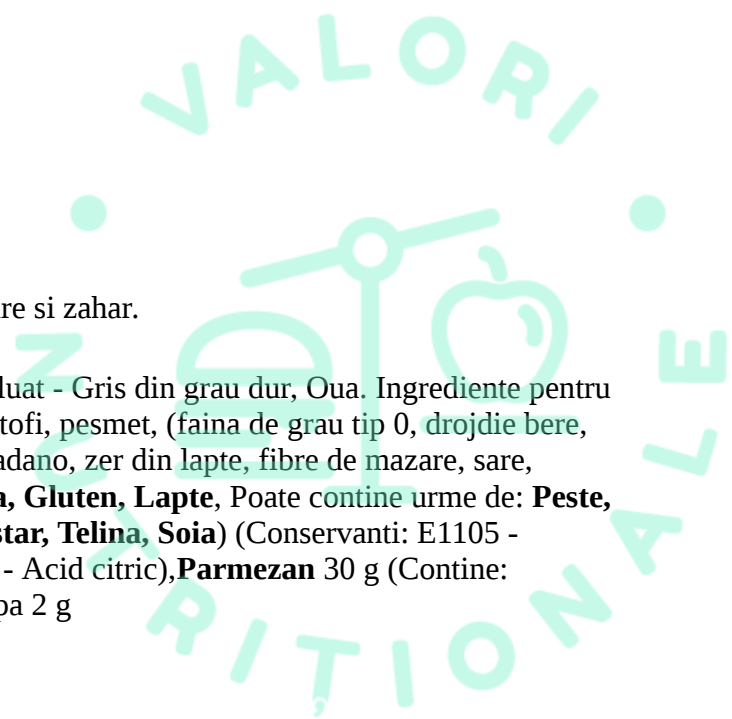 VALORI
NUTRIȚIONALE
re si zahar.
luat - Gris din grau dur, Oua. Ingrediente pentru
tofi, pesmet, (faina de grau tip 0, drojdie bere,
adano, zer din lapte, fibre de mazare, sare,
a, Gluten, Lapte, Poate contine urme de: Peste,
star, Telina, Soia) (Conservanti: E1105 -
- Acid citric),Parmezan 30 g (Contine:
pa 2 g